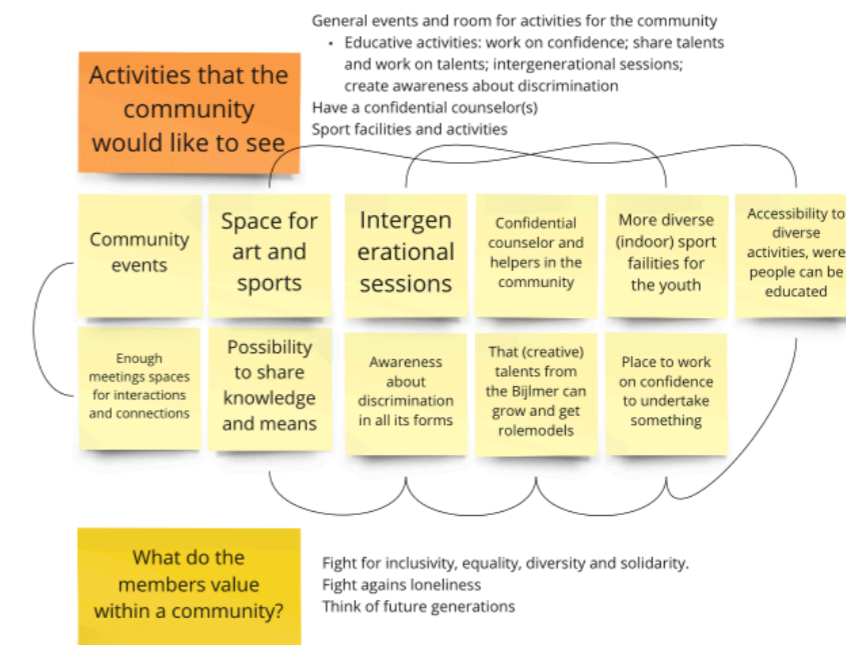 General events and room for activities for the community
• Educative activities: work on confidence; share talents
and work on talents; intergenerational sessions;
create awareness about discrimination
Have a confidential counselor(s)
Sport facilities and activities
Activities that the
community
would like to see
Community
events
Space for
art and
sports
Intergen
erational
sessions
Confidential
counselor and
helpers in the
community
More diverse
(indoor) sport
failities for
the youth
Accessibility to
diverse
activities, were
people can be
educated
Enough
meetings spaces
for interactions
and connections
Possibility
to share
knowledge
and means
Awareness
about
discrimination
in all its forms
That (creative)
talents from
the Bijlmer can
grow and get
rolemodels
Place to work
on confidence
to undertake
something
What do the
members value
within a community?
Fight for inclusivity, equality, diversity and solidarity.
Fight agains loneliness
Think of future generations